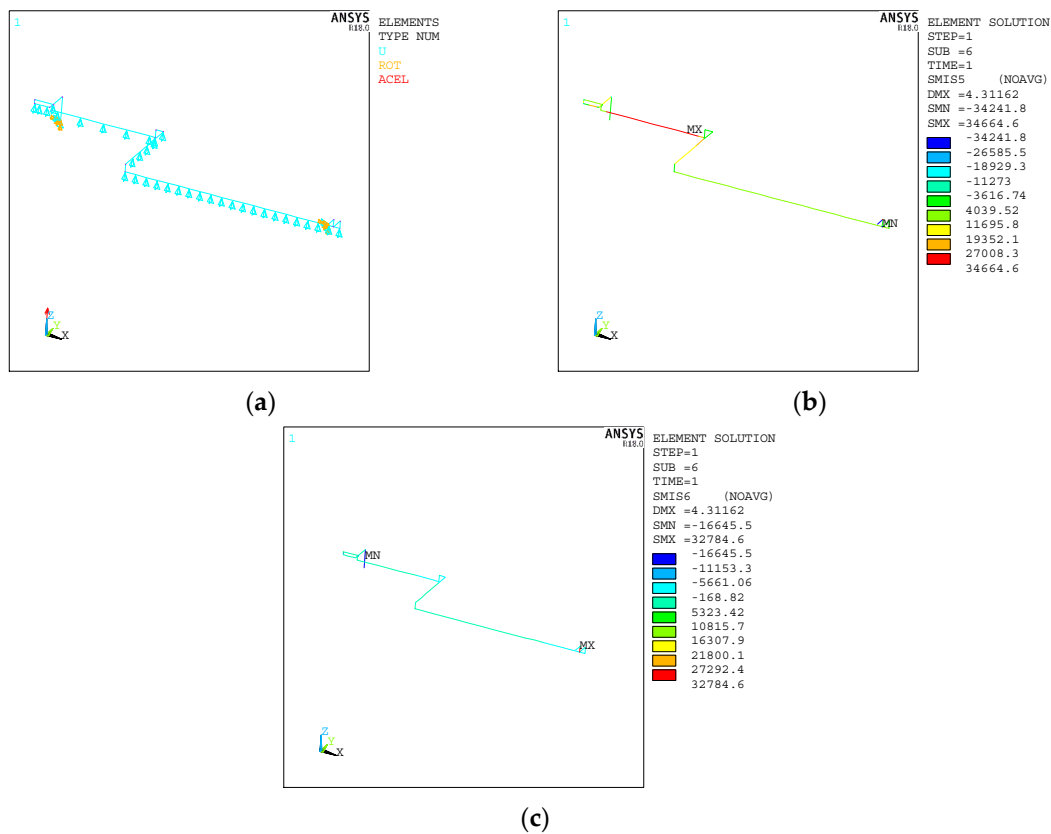 1
ANSYS
R18.0
ELEMENTS
TYPE NUM
U
ROT
ACEL
Z
Y
X
(a)
ANSYS
R18.0
1
ELEMENT SOLUTION
STEP=1
SUB =6
TIME=1
SMIS5 (NOAVG)
DMX =4.31162
SMN =-34241.8
SMX =34664.6
-34241.8
-26585.5
-18929.3
-11273
-3616.74
4039.52
11695.8
19352.1
27008.3
34664.6
MX
MN
Z
Y
X
(b)
1
ANSYS
R18.0
ELEMENT SOLUTION
STEP=1
SUB =6
TIME=1
SMIS6 (NOAVG)
DMX =4.31162
SMN =-16645.5
SMX =32784.6
-16645.5
-11153.3
-5661.06
-168.82
5323.42
10815.7
16307.9
21800.1
27292.4
32784.6
MN
MX
Z
Y
X
(c)